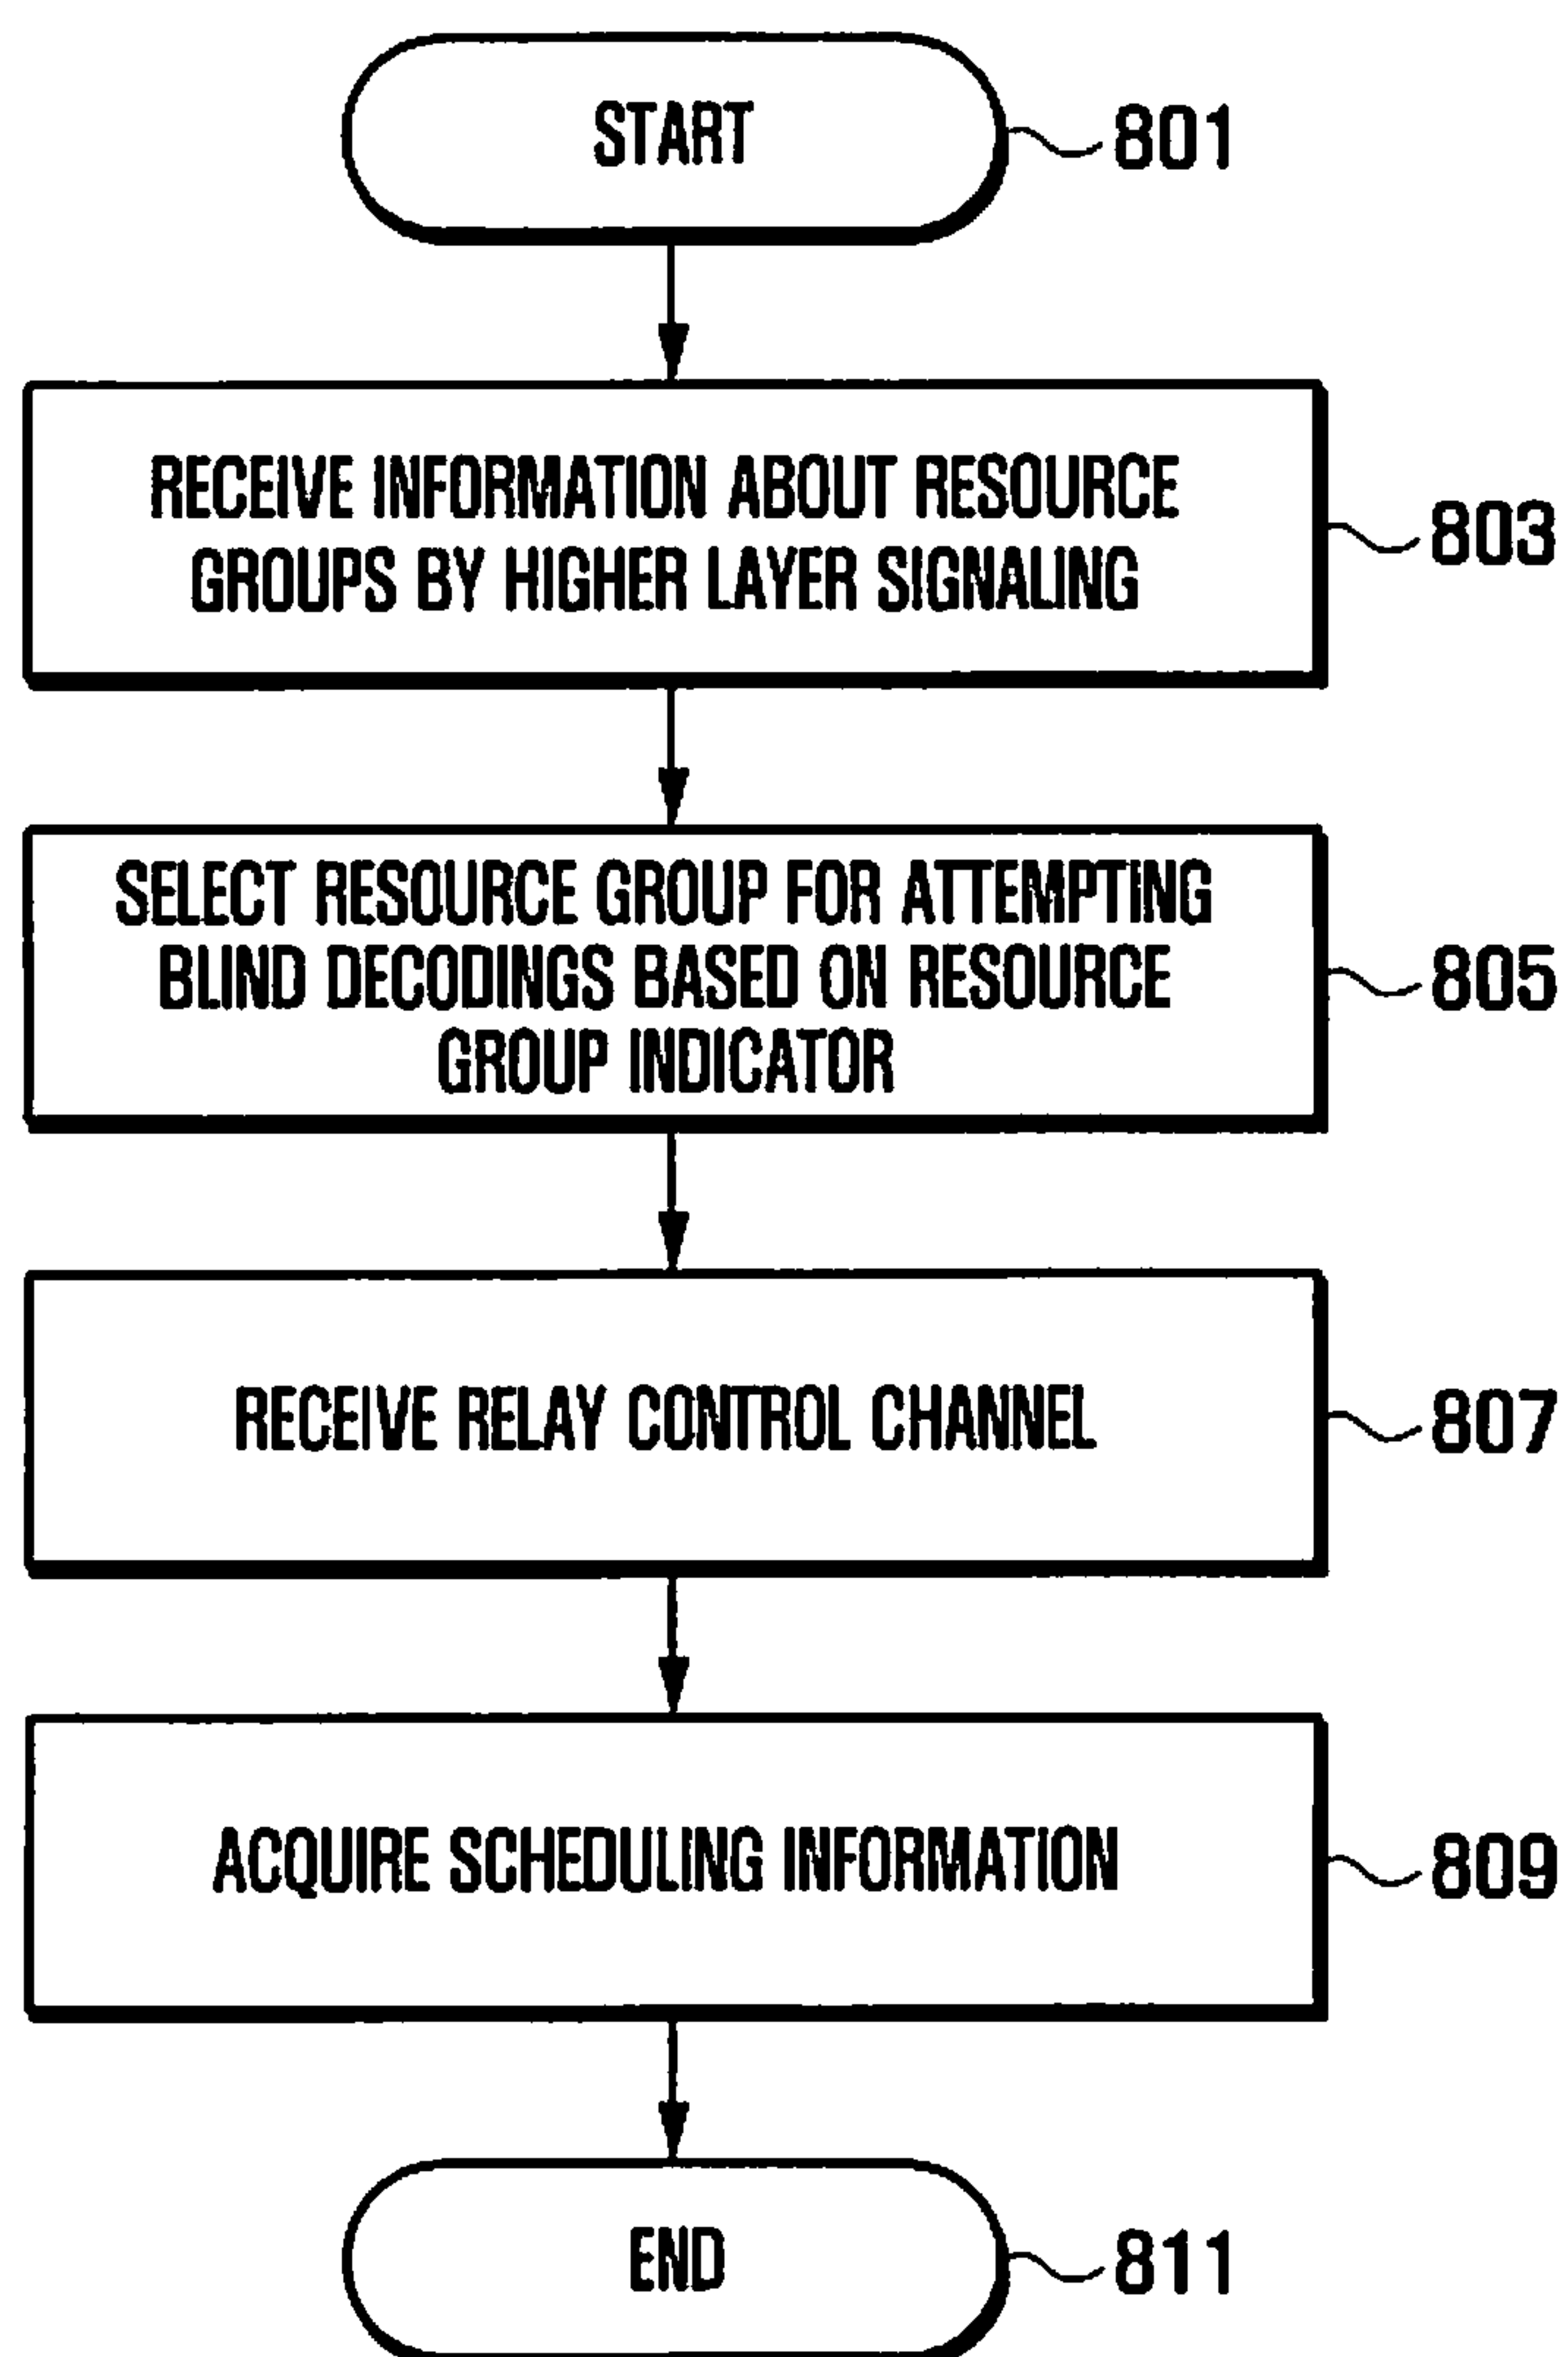 START
801
RECEIVE INFORMATION ABOUT RESOURCE
GROUPS BY HIGHER LAYER SIGNALING
803
SELECT RESOURCE GROUP FOR ATTEMPTING
BLIND DECODINGS BASED ON RESOURCE
GROUP INDICATOR
805
RECEIVE RELAY CONTROL CHANNEL
807
ACQUIRE SCHEDULING INFORMATION
809
END
811